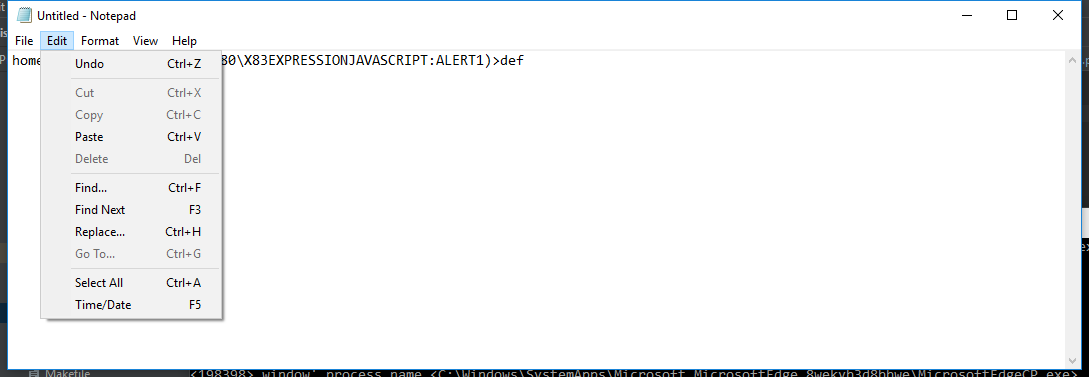 Untitled - Notepad
File Edit Format View Help
home 80\X83EXPRESSIONJAVASCRIPT:ALERT1)>def
Undo Ctrl+Z
Cut Ctrl+X
Copy Ctrl+C
Paste Ctrl+V
Delete Del
Find... Ctrl+F
Find Next F3
Replace... Ctrl+H
Go To... Ctrl+G
Select All Ctrl+A
Time/Date F5
Makefile
<198398> window' process name <C:\Windows\SystemApps\Microsoft.MicrosoftEdge_8wekyb3d8bbwe\MicrosoftEdgeCP.exe>